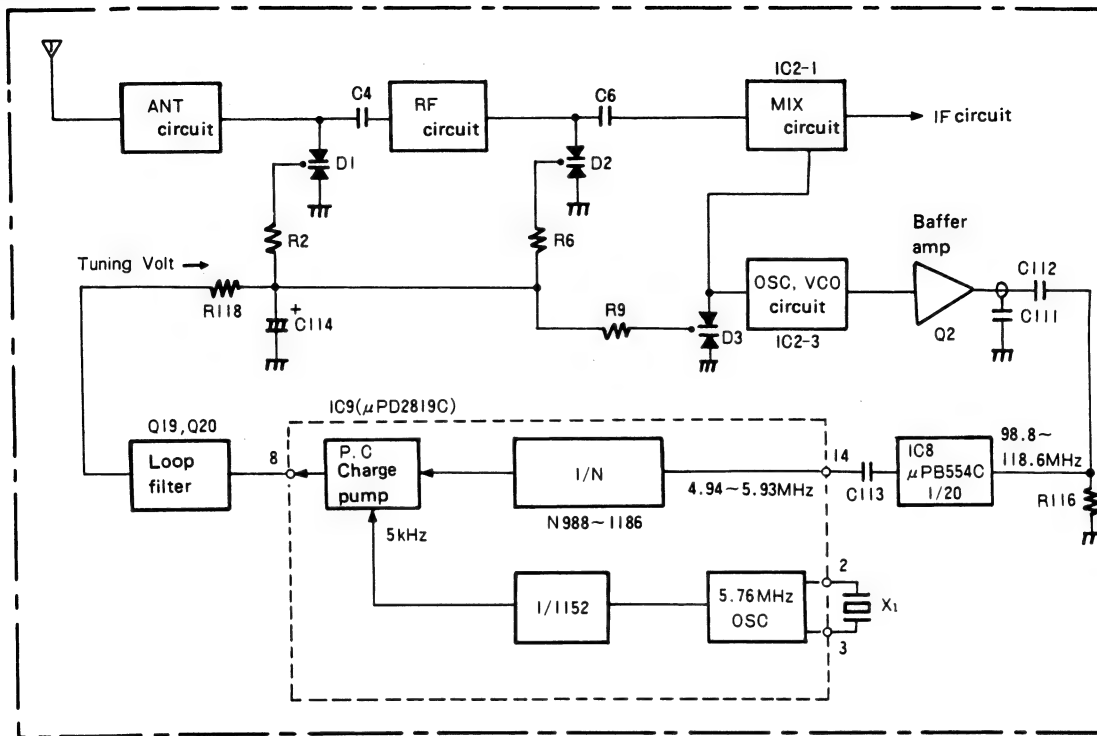 ANT
circuit
C4
RF
circuit
C6
IC2-1
MIX
circuit
IF circuit
D1
D2
R2
R6
Tuning Volt
R118
+
C114
R9
D3
OSC, VCO
circuit
IC2-3
Baffer
amp
Q2
C112
C111
Q19, Q20
Loop
filter
8
IC9(μPD2819C)
P.C
Charge
pump
1/N
N988~1186
14
4.94~5.93MHz
C113
IC8
μPB554C
1/20
98.8~
118.6MHz
R116
5kHz
1/1152
5.76MHz
OSC
2
3
X1